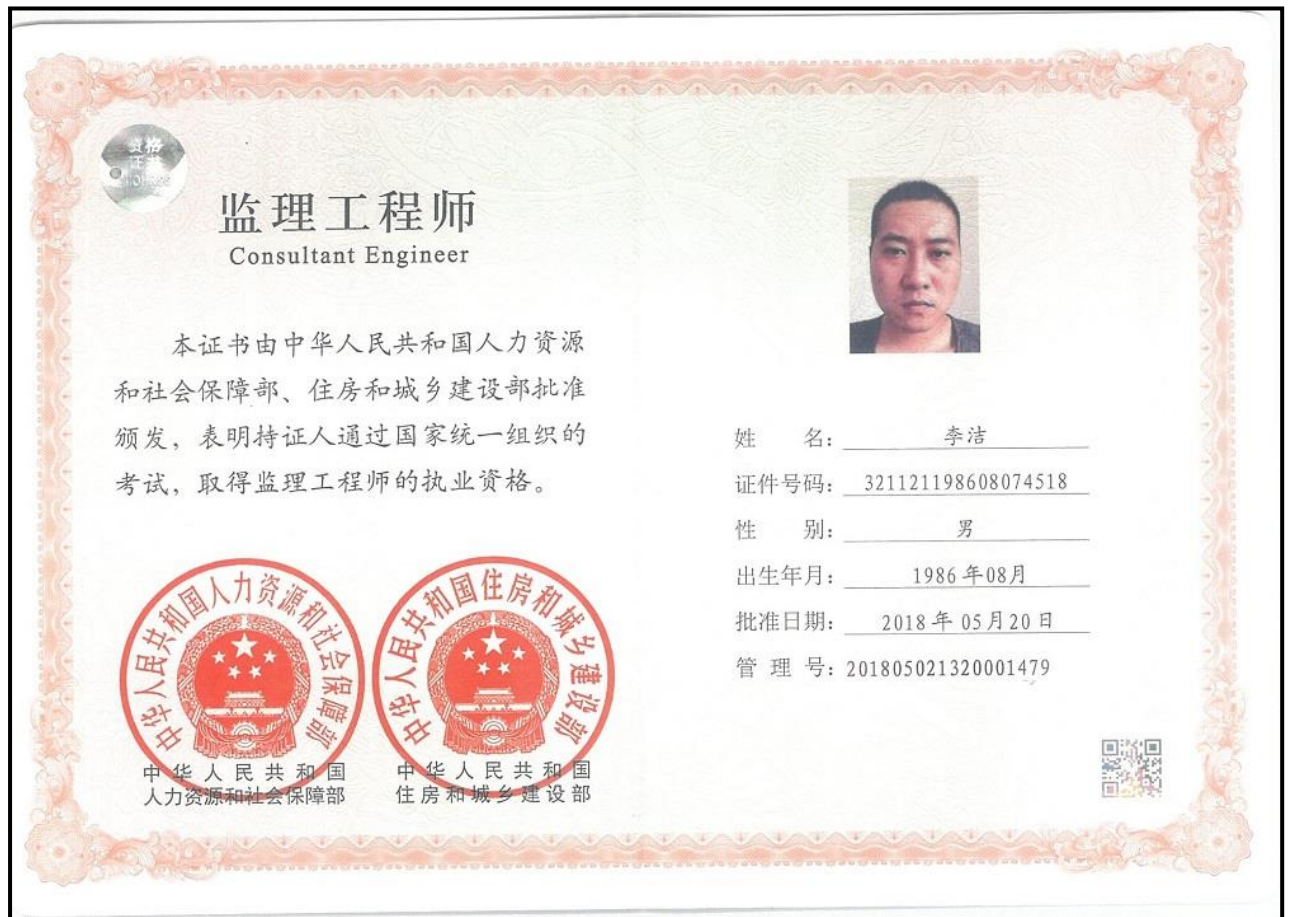 资格
证书
监理工程师
Consultant Engineer
本证书由中华人民共和国人力资源
和社会保障部、住房和城乡建设部批准
颁发，表明持证人通过国家统一组织的
考试，取得监理工程师的执业资格。
中华人民共和国人力资源和社会保障部
中华人民共和国住房和城乡建设部
中华人民共和国
人力资源和社会保障部
中华人民共和国
住房和城乡建设部
姓 名：李洁
证件号码：321121198608074518
性 别：男
出生年月：1986年08月
批准日期：2018年05月20日
管 理 号：201805021320001479